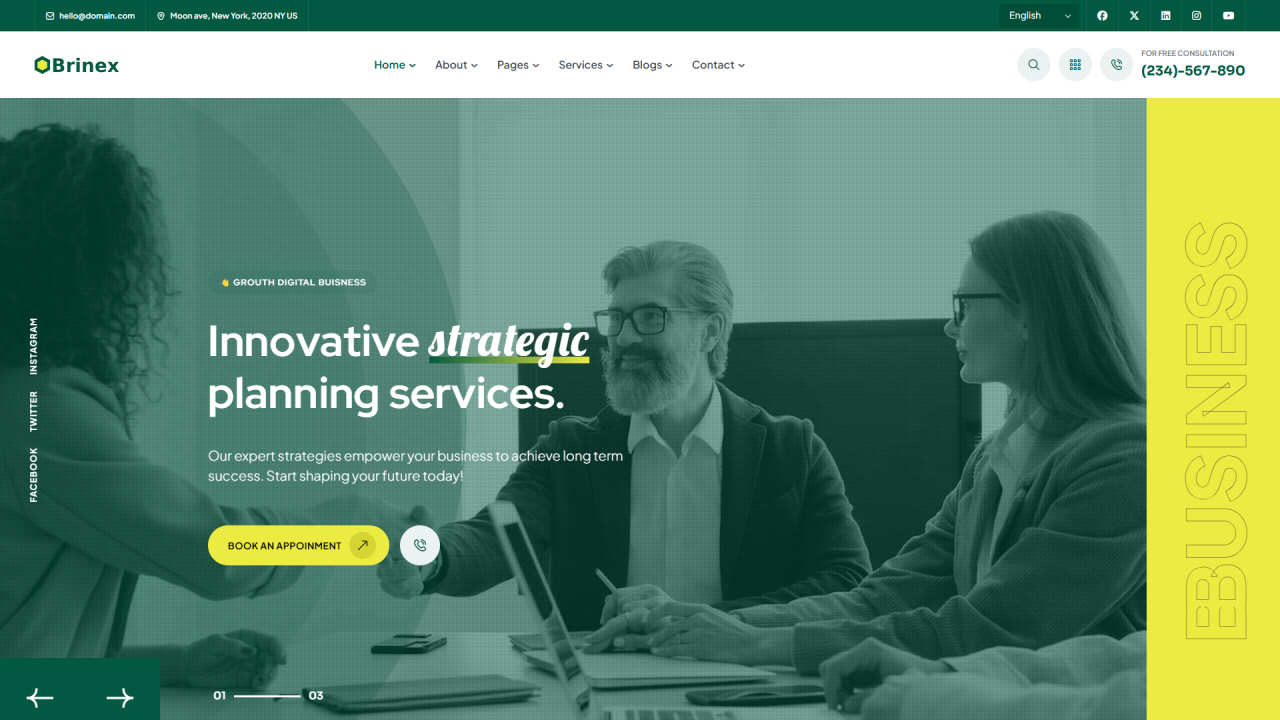 hello@domain.com
Moon ave, New York, 2020 NY US
English
Brinex
Home
About
Pages
Services
Blogs
Contact
FOR FREE CONSULTATION
(234)-567-890
👋 GROUTH DIGITAL BUISNESS
Innovative strategic
planning services.
Our expert strategies empower your business to achieve long term
success. Start shaping your future today!
BOOK AN APPOINMENT
FACEBOOK
TWITTER
INSTAGRAM
01
03
EBUSINESS